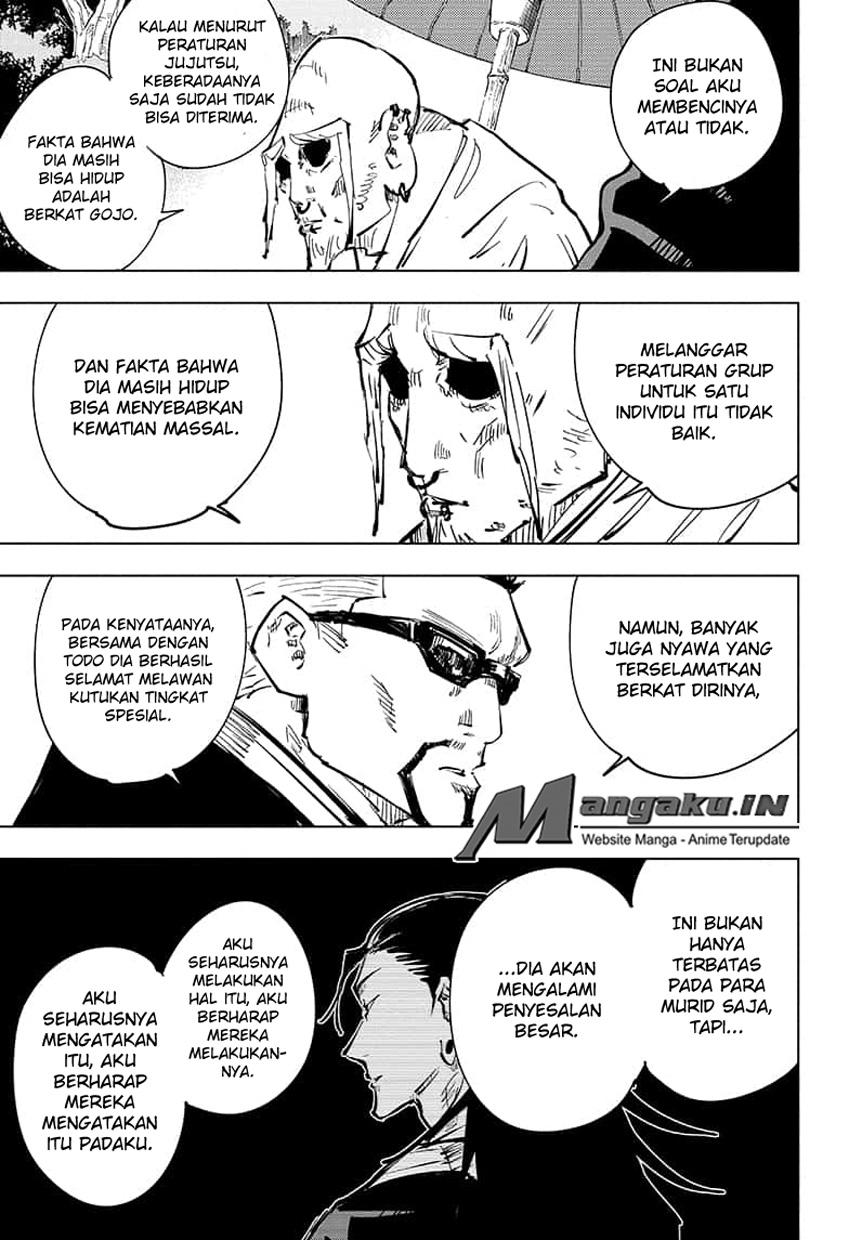 INI BUKAN
SOAL AKU
MEMBENCINYA
ATAU TIDAK.
KALAU MENURUT
PERATURAN
JUJUTSU,
KEBERADAANYA
SAJA SUDAH TIDAK
BISA DITERIMA.
FAKTA BAHWA
DIA MASIH
BISA HIDUP
ADALAH
BERKAT GOJO.
MELANGGAR
PERATURAN GRUP
UNTUK SATU
INDIVIDU ITU TIDAK
BAIK.
DAN FAKTA BAHWA
DIA MASIH HIDUP
BISA MENYEBABKAN
KEMATIAN MASSAL.
NAMUN, BANYAK
JUGA NYAWA YANG
TERSELAMATKAN
BERKAT DIRINYA,
PADA KENYATAANYA,
BERSAMA DENGAN
TODO DIA BERHASIL
SELAMAT MELAWAN
KUTUKAN TINGKAT
SPESIAL.
Mangaku.iN
Website Manga - Anime Terupdate
INI BUKAN
HANYA
TERBATAS
PADA PARA
MURID SAJA,
TAPI...
...DIA AKAN
MENGALAMI
PENYESALAN
BESAR.
AKU
SEHARUSNYA
MELAKUKAN
HAL ITU, AKU
BERHARAP
MEREKA
MELAKUKAN-
NYA.
AKU
SEHARUSNYA
MENGATAKAN
ITU, AKU
BERHARAP
MEREKA
MENGATAKAN
ITU PADAKU.